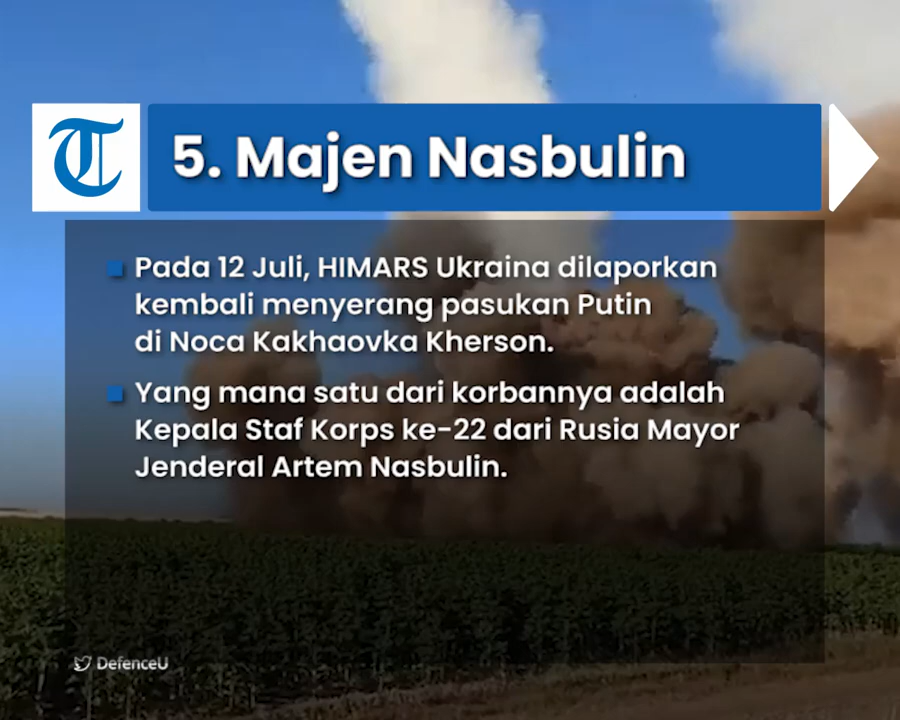 T
5. Majen Nasbulin
Pada 12 Juli, HIMARS Ukraina dilaporkan
kembali menyerang pasukan Putin
di Noca Kakhaovka Kherson.
Yang mana satu dari korbannya adalah
Kepala Staf Korps ke-22 dari Rusia Mayor
Jenderal Artem Nasbulin.
DefenceU